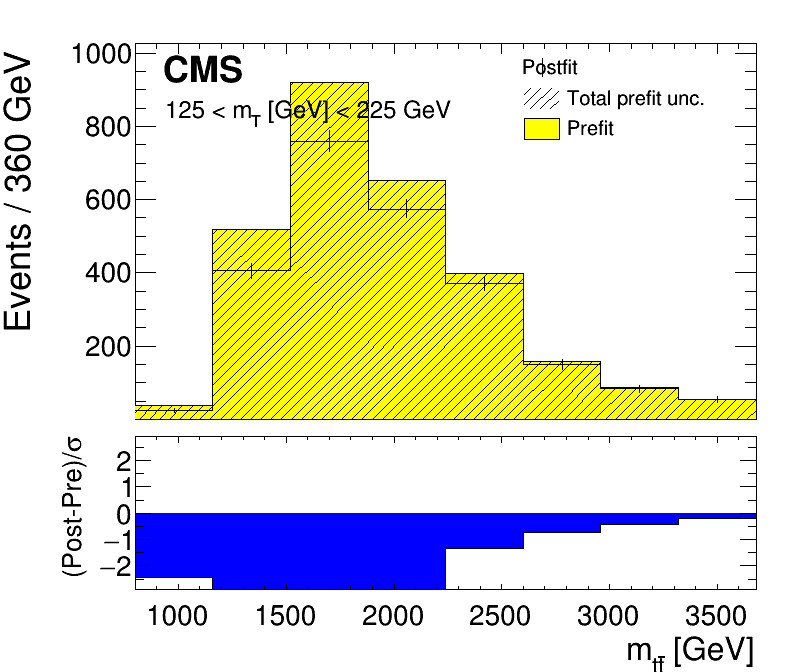 1000
800
600
400
200
Events / 360 GeV
CMS
125 < m_T [GeV] < 225 GeV
Postfit
Total prefit unc.
Prefit
(Post-Pre)/σ
2
1
0
−1
−2
1000 1500 2000 2500 3000 3500
m_tt̄ [GeV]